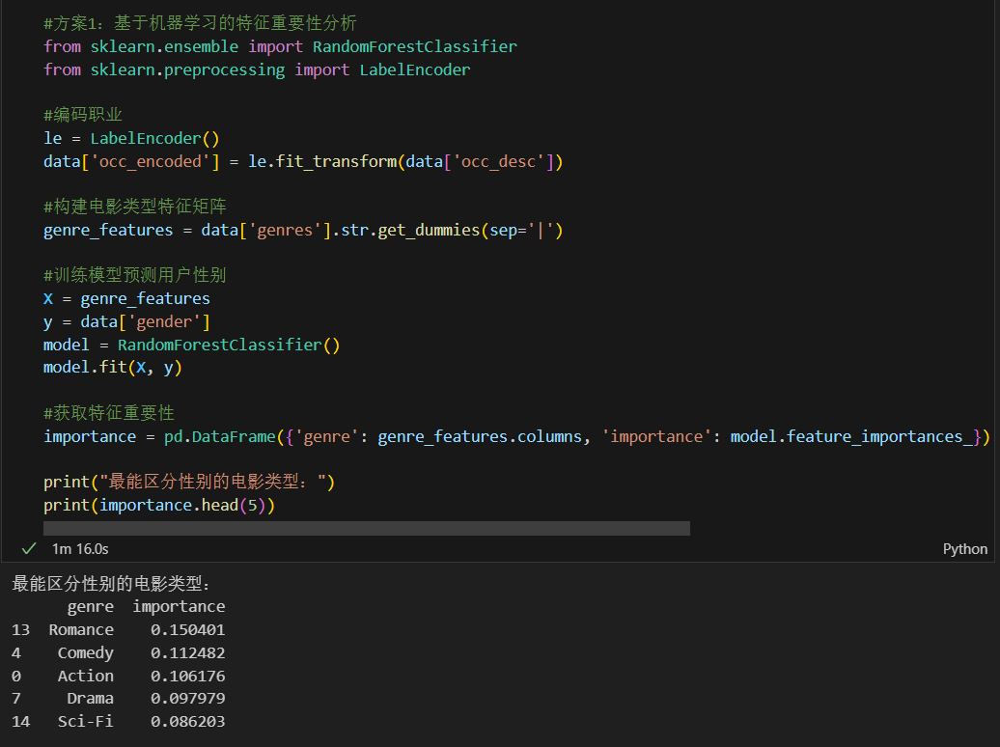 #方案1：基于机器学习的特征重要性分析
from sklearn.ensemble import RandomForestClassifier
from sklearn.preprocessing import LabelEncoder
#编码职业
le = LabelEncoder()
data['occ_encoded'] = le.fit_transform(data['occ_desc'])
#构建电影类型特征矩阵
genre_features = data['genres'].str.get_dummies(sep='|')
#训练模型预测用户性别
X = genre_features
y = data['gender']
model = RandomForestClassifier()
model.fit(X, y)
#获取特征重要性
importance = pd.DataFrame({'genre': genre_features.columns, 'importance': model.feature_importances_})
print("最能区分性别的电影类型：")
print(importance.head(5))
1m 16.0s Python
最能区分性别的电影类型：
genre importance
13 Romance 0.150401
4 Comedy 0.112482
0 Action 0.106176
7 Drama 0.097979
14 Sci-Fi 0.086203